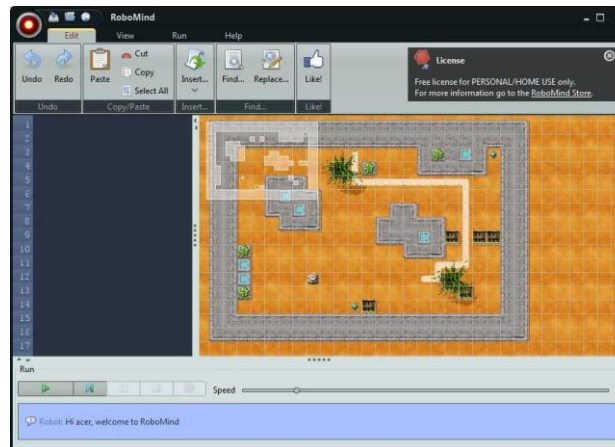 RoboMind
Edit View Run Help
Undo Redo Paste Cut Copy Select All Insert... Find... Replace... Like!
Undo Copy/Paste Insert... Find... Like!
License
Free license for PERSONAL/HOME USE only.
For more information go to the RoboMind Store.
1
2
3
4
5
6
7
8
9
10
11
12
13
14
15
16
17
Run
Speed
Robot: Hi acer, welcome to RoboMind